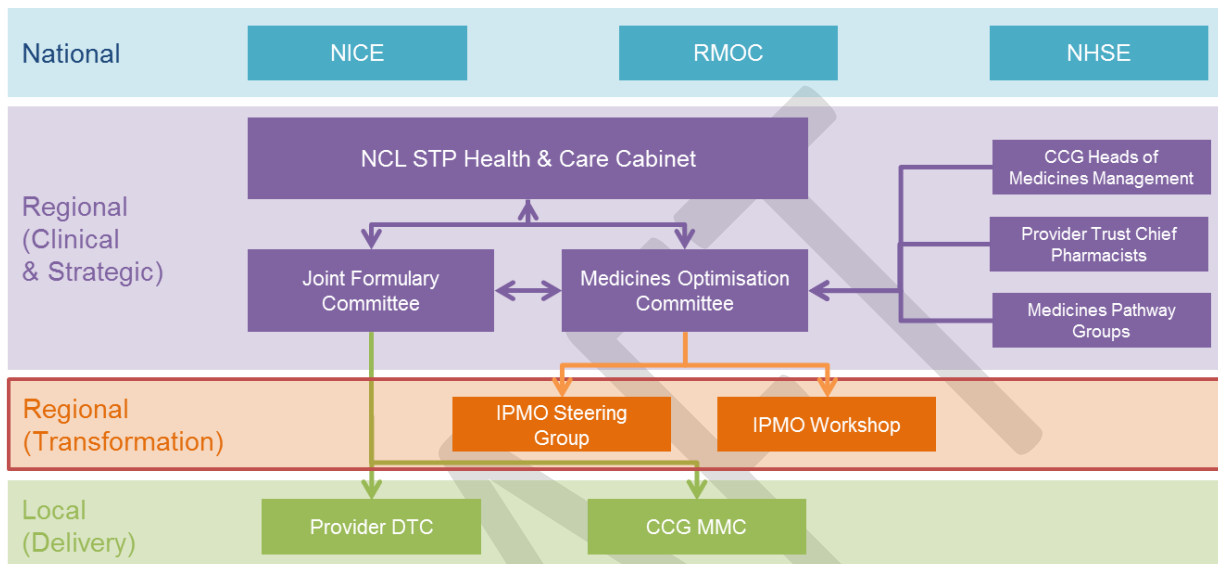 National
NICE
RMOC
NHSE
Regional
(Clinical
& Strategic)
NCL STP Health & Care Cabinet
CCG Heads of
Medicines Management
Provider Trust Chief
Pharmacists
Medicines Pathway
Groups
Joint Formulary
Committee
Medicines Optimisation
Committee
Regional
(Transformation)
IPMO Steering
Group
IPMO Workshop
Local
(Delivery)
Provider DTC
CCG MMC